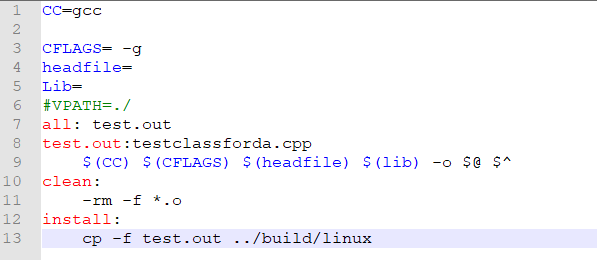 1 CC=gcc
2
3 CFLAGS= -g
4 headfile=
5 Lib=
6 #VPATH=./
7 all: test.out
8 test.out:testclassforda.cpp
9     $(CC) $(CFLAGS) $(headfile) $(lib) -o $@ $^
10 clean:
11     -rm -f *.o
12 install:
13     cp -f test.out ../build/linux